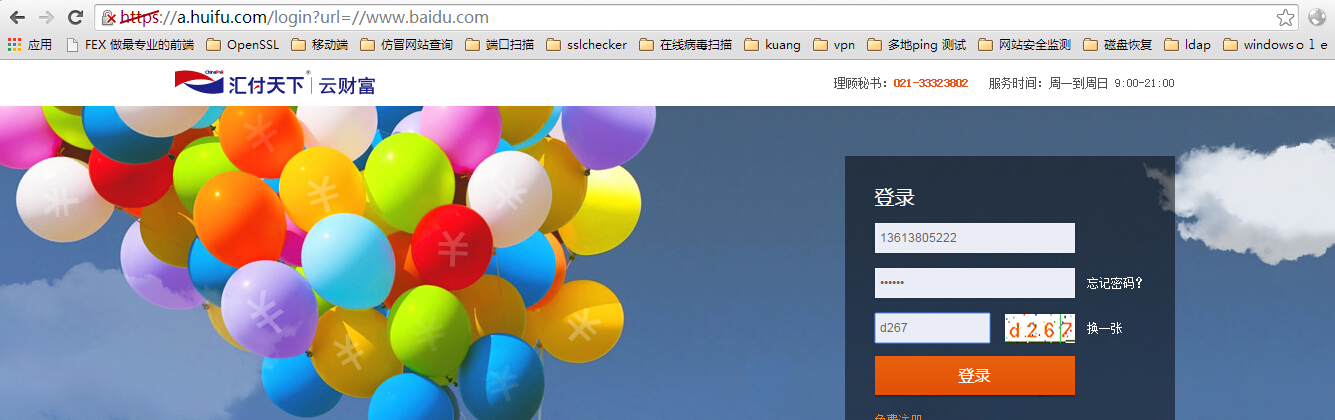 https://a.huifu.com/login?url=//www.baidu.com
应用 FEX 做最专业的前端 OpenSSL 移动端 仿冒网站查询 端口扫描 sslchecker 在线病毒扫描 kuang vpn 多地ping 测试 网站安全监测 磁盘恢复 ldap windowsole
ChinaPnR 汇付天下® 云财富 理顾秘书：021-33323802 服务时间：周一到周日 9:00-21:00
登录
13613805222
•••••• 忘记密码?
d267 d267 换一张
登录
免费注册